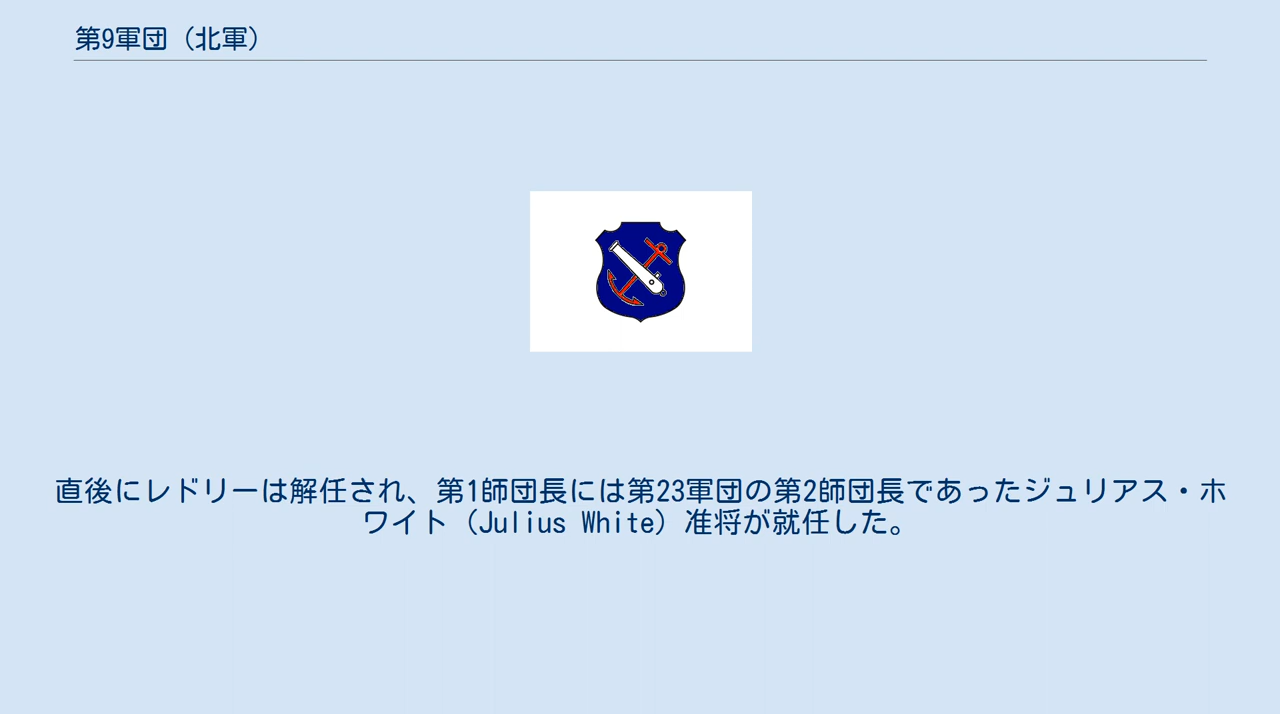 第9軍団（北軍）
直後にレドリーは解任され、第1師団長には第23軍団の第2師団長であったジュリアス・ホ
ワイト（Julius White）准将が就任した。